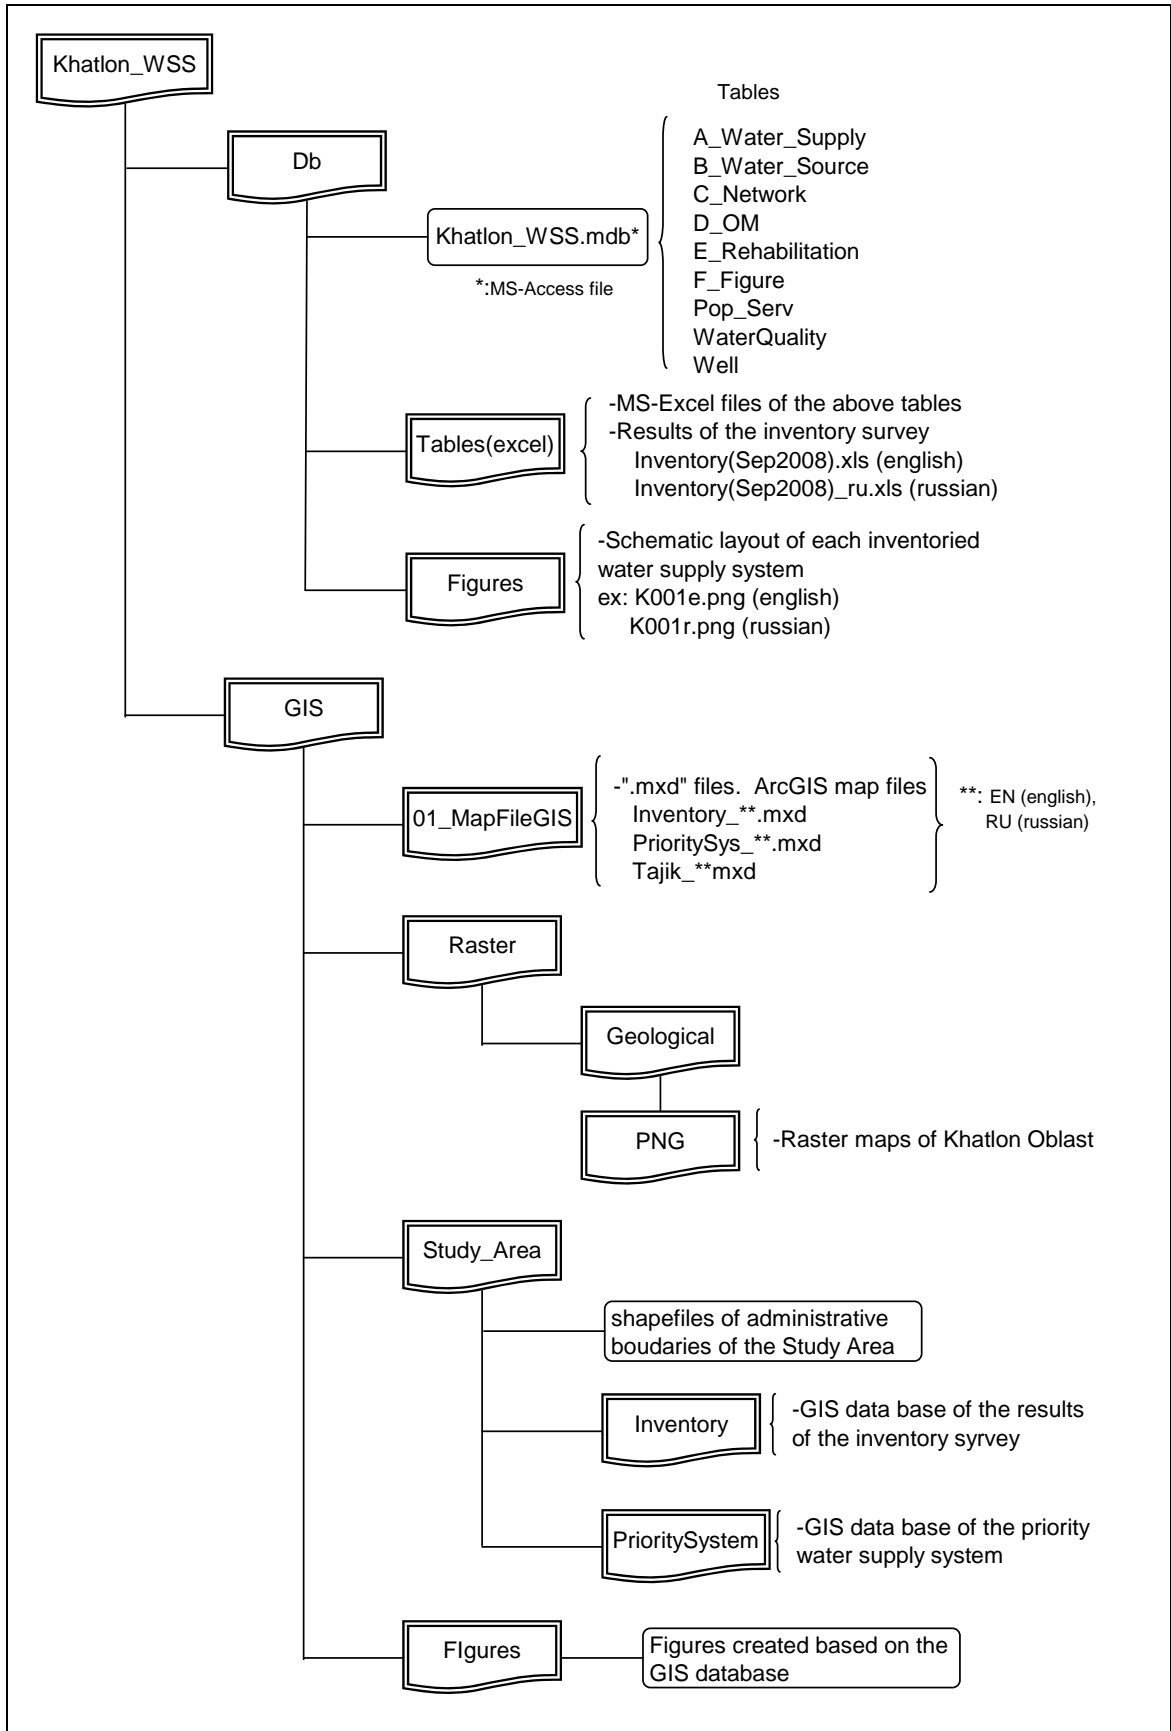 Khatlon_WSS
Db
Khatlon_WSS.mdb*
*:MS-Access file
Tables
A_Water_Supply
B_Water_Source
C_Network
D_OM
E_Rehabilitation
F_Figure
Pop_Serv
WaterQuality
Well
Tables(excel)
-MS-Excel files of the above tables
-Results of the inventory survey
Inventory(Sep2008).xls (english)
Inventory(Sep2008)_ru.xls (russian)
Figures
-Schematic layout of each inventoried
water supply system
ex: K001e.png (english)
K001r.png (russian)
GIS
01_MapFileGIS
-".mxd" files.  ArcGIS map files
Inventory_**.mxd
PrioritySys_**.mxd
Tajik_**mxd
**: EN (english),
RU (russian)
Raster
Geological
PNG
-Raster maps of Khatlon Oblast
Study_Area
shapefiles of administrative
boudaries of the Study Area
Inventory
-GIS data base of the results
of the inventory syrvey
PrioritySystem
-GIS data base of the priority
water supply system
FIgures
Figures created based on the
GIS database